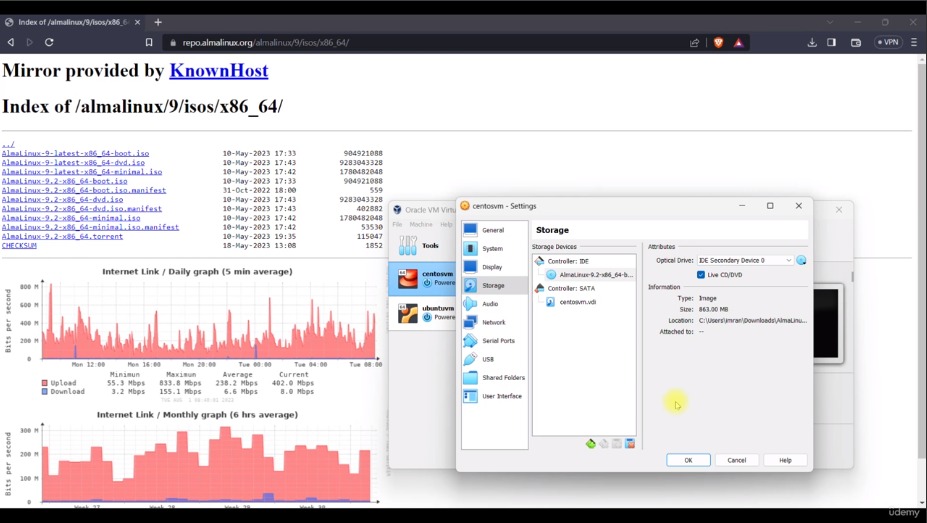 Index of /almalinux/9/isos/x86_6
repo.almalinux.org/almalinux/9/isos/x86_64/
VPN
Mirror provided by KnownHost
Index of /almalinux/9/isos/x86_64/
../
AlmaLinux-9-latest-x86_64-boot.iso 10-May-2023 17:33 904921088
AlmaLinux-9-latest-x86_64-dvd.iso 10-May-2023 17:43 9283043328
AlmaLinux-9-latest-x86_64-minimal.iso 10-May-2023 17:42 1780482048
AlmaLinux-9.2-x86_64-boot.iso 10-May-2023 17:33 904921088
AlmaLinux-9.2-x86_64-boot.iso.manifest 31-Oct-2022 18:00 559
AlmaLinux-9.2-x86_64-dvd.iso 10-May-2023 17:43 9283043328
AlmaLinux-9.2-x86_64-dvd.iso.manifest 10-May-2023 17:43 402882
AlmaLinux-9.2-x86_64-minimal.iso 10-May-2023 17:42 1780482048
AlmaLinux-9.2-x86_64-minimal.iso.manifest 10-May-2023 17:42 53530
AlmaLinux-9.2-x86_64.torrent 10-May-2023 19:35 115047
CHECKSUM 18-May-2023 13:08 1852
Internet Link / Daily graph (5 min average)
Bits per second
800 M
600 M
400 M
200 M
0
Mon 12:00 Mon 16:00 Mon 20:00 Tue 00:00 Tue 04:00 Tue 08:00
Minimun Maximun Average Current
Upload 55.3 Mbps 833.8 Mbps 238.2 Mbps 402.0 Mbps
Download 3.2 Mbps 155.1 Mbps 6.6 Mbps 8.0 Mbps
Internet Link / Monthly graph (6 hrs average)
Bits per second
300 M
200 M
100 M
0
Week 27 Week 28 Week 29 Week 30
Oracle VM Virtu
File Machine Help
Tools
centosvm
Powere
ubuntuvm
Powere
centosvm - Settings
General
System
Display
Storage
Audio
Network
Serial Ports
USB
Shared Folders
User Interface
Storage
Storage Devices
Controller: IDE
AlmaLinux-9.2-x86_64-b...
Controller: SATA
centosvm.vdi
Attributes
Optical Drive: IDE Secondary Device 0
Live CD/DVD
Information
Type: Image
Size: 863.00 MB
Location: C:\Users\imran\Downloads\AlmaLinu...
Attached to: --
OK Cancel Help
udemy